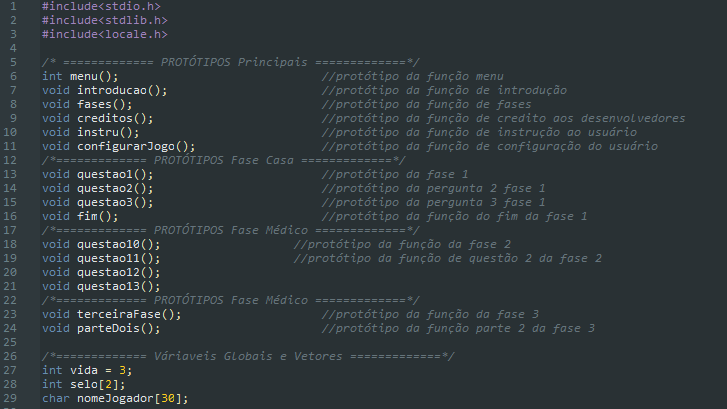 1 #include<stdio.h>
2 #include<stdlib.h>
3 #include<locale.h>
4
5 /* ============= PROTÓTIPOS Principais =============*/
6 int menu(); //protótipo da função menu
7 void introducao(); //protótipo da função de introdução
8 void fases(); //protótipo da função de fases
9 void creditos(); //protótipo da função de credito aos desenvolvedores
10 void instru(); //protótipo da função de instrução ao usuário
11 void configurarJogo(); //protótipo da função de configuração do usuário
12 /*============= PROTÓTIPOS Fase Casa =============*/
13 void questao1(); //protótipo da fase 1
14 void questao2(); //protótipo da pergunta 2 fase 1
15 void questao3(); //protótipo da pergunta 3 fase 1
16 void fim(); //protótipo da função do fim da fase 1
17 /*============= PROTÓTIPOS Fase Médico =============*/
18 void questao10(); //protótipo da função da fase 2
19 void questao11(); //protótipo da função de questão 2 da fase 2
20 void questao12();
21 void questao13();
22 /*============= PROTÓTIPOS Fase Médico =============*/
23 void terceiraFase(); //protótipo da função da fase 3
24 void parteDois(); //protótipo da função parte 2 da fase 3
25
26 /*============= Váriaveis Globais e Vetores =============*/
27 int vida = 3;
28 int selo[2];
29 char nomeJogador[30];